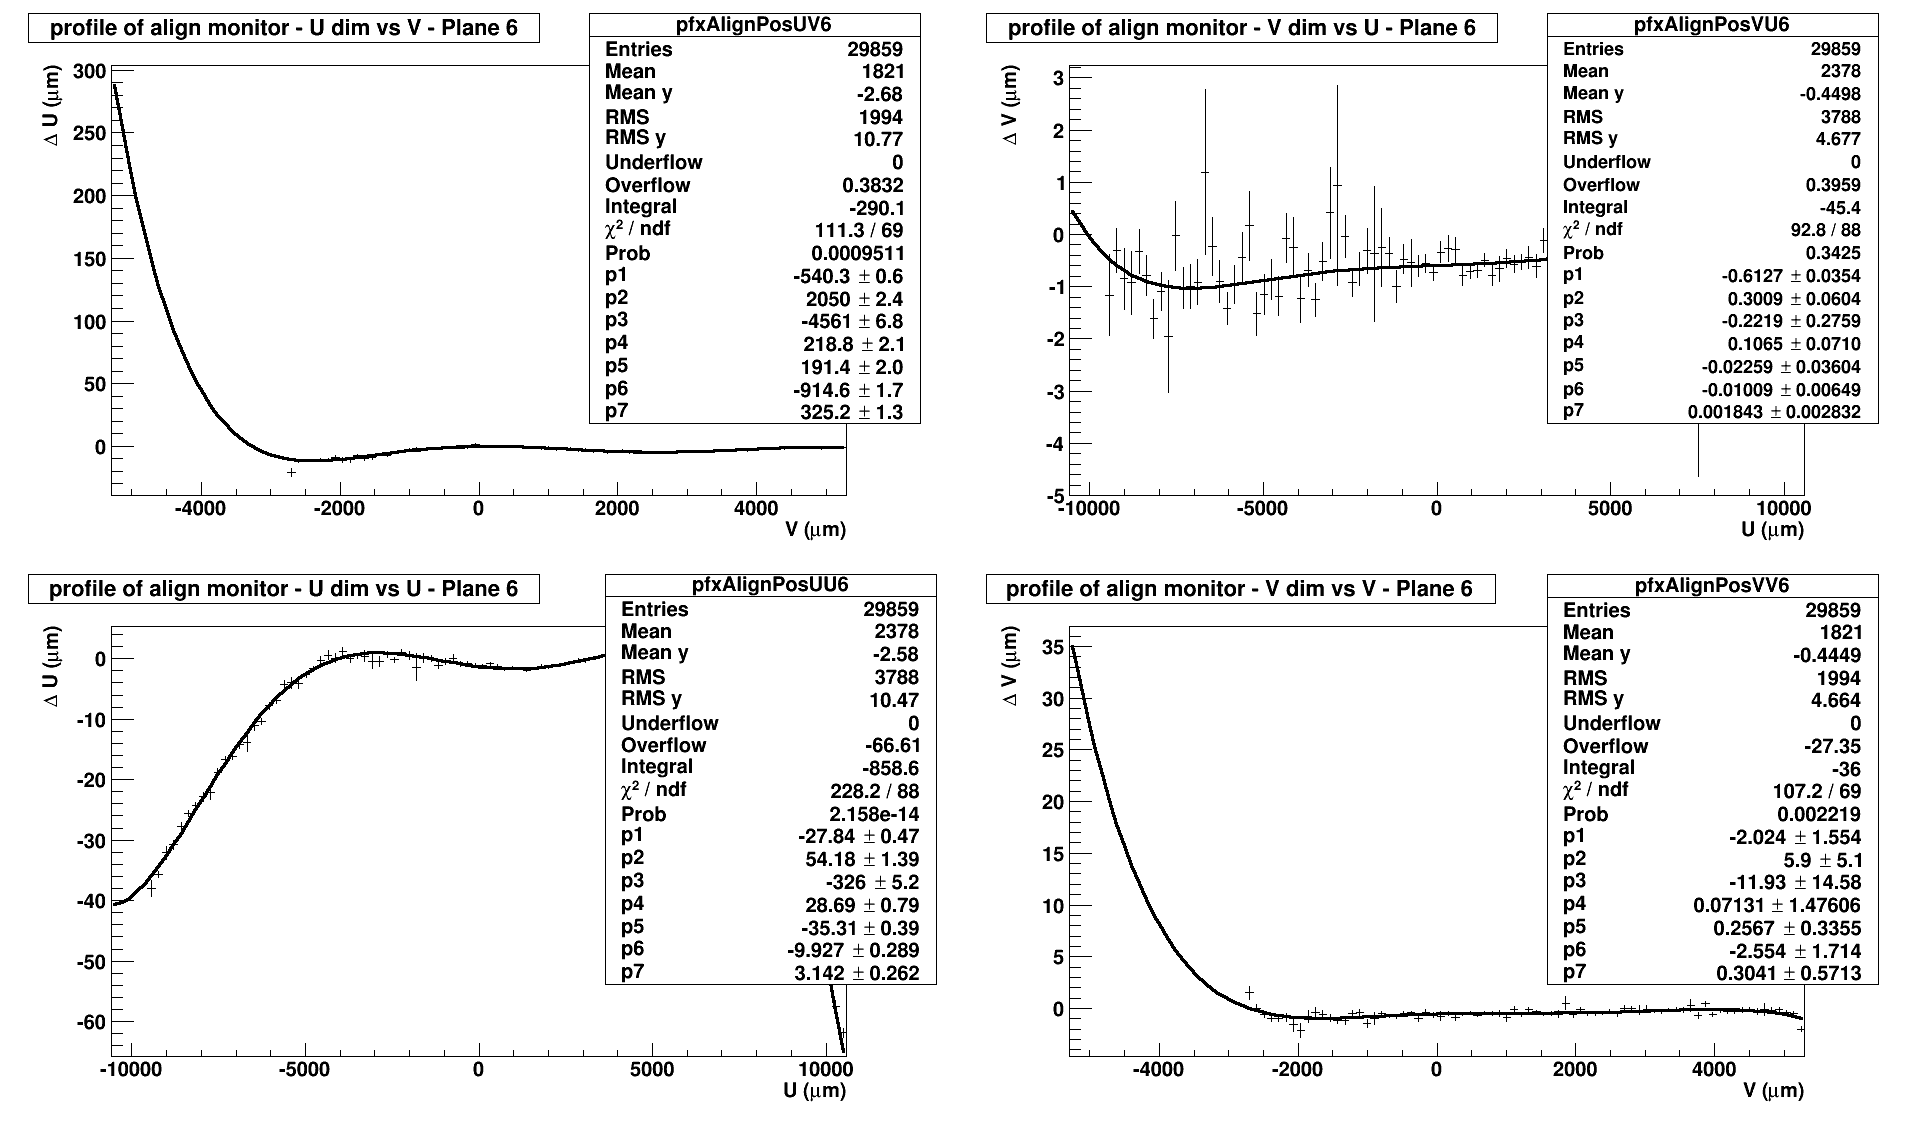 profile of align monitor - U dim vs V - Plane 6
pfxAlignPosUV6
Entries 29859
Mean 1821
Mean y -2.68
RMS 1994
RMS y 10.77
Underflow 0
Overflow 0.3832
Integral -290.1
χ² / ndf 111.3 / 69
Prob 0.0009511
p1 -540.3 ± 0.6
p2 2050 ± 2.4
p3 -4561 ± 6.8
p4 218.8 ± 2.1
p5 191.4 ± 2.0
p6 -914.6 ± 1.7
p7 325.2 ± 1.3
Δ U (μm)
300
250
200
150
100
50
0
-4000 -2000 0 2000 4000
V (μm)
profile of align monitor - V dim vs U - Plane 6
pfxAlignPosVU6
Entries 29859
Mean 2378
Mean y -0.4498
RMS 3788
RMS y 4.677
Underflow 0
Overflow 0.3959
Integral -45.4
χ² / ndf 92.8 / 88
Prob 0.3425
p1 -0.6127 ± 0.0354
p2 0.3009 ± 0.0604
p3 -0.2219 ± 0.2759
p4 0.1065 ± 0.0710
p5 -0.02259 ± 0.03604
p6 -0.01009 ± 0.00649
p7 0.001843 ± 0.002832
Δ V (μm)
3
2
1
0
-1
-2
-3
-4
-5
-10000 -5000 0 5000 10000
U (μm)
profile of align monitor - U dim vs U - Plane 6
pfxAlignPosUU6
Entries 29859
Mean 2378
Mean y -2.58
RMS 3788
RMS y 10.47
Underflow 0
Overflow -66.61
Integral -858.6
χ² / ndf 228.2 / 88
Prob 2.158e-14
p1 -27.84 ± 0.47
p2 54.18 ± 1.39
p3 -326 ± 5.2
p4 28.69 ± 0.79
p5 -35.31 ± 0.39
p6 -9.927 ± 0.289
p7 3.142 ± 0.262
Δ U (μm)
0
-10
-20
-30
-40
-50
-60
-10000 -5000 0 5000 10000
U (μm)
profile of align monitor - V dim vs V - Plane 6
pfxAlignPosVV6
Entries 29859
Mean 1821
Mean y -0.4449
RMS 1994
RMS y 4.664
Underflow 0
Overflow -27.35
Integral -36
χ² / ndf 107.2 / 69
Prob 0.002219
p1 -2.024 ± 1.554
p2 5.9 ± 5.1
p3 -11.93 ± 14.58
p4 0.07131 ± 1.47606
p5 0.2567 ± 0.3355
p6 -2.554 ± 1.714
p7 0.3041 ± 0.5713
Δ V (μm)
35
30
25
20
15
10
5
0
-4000 -2000 0 2000 4000
V (μm)